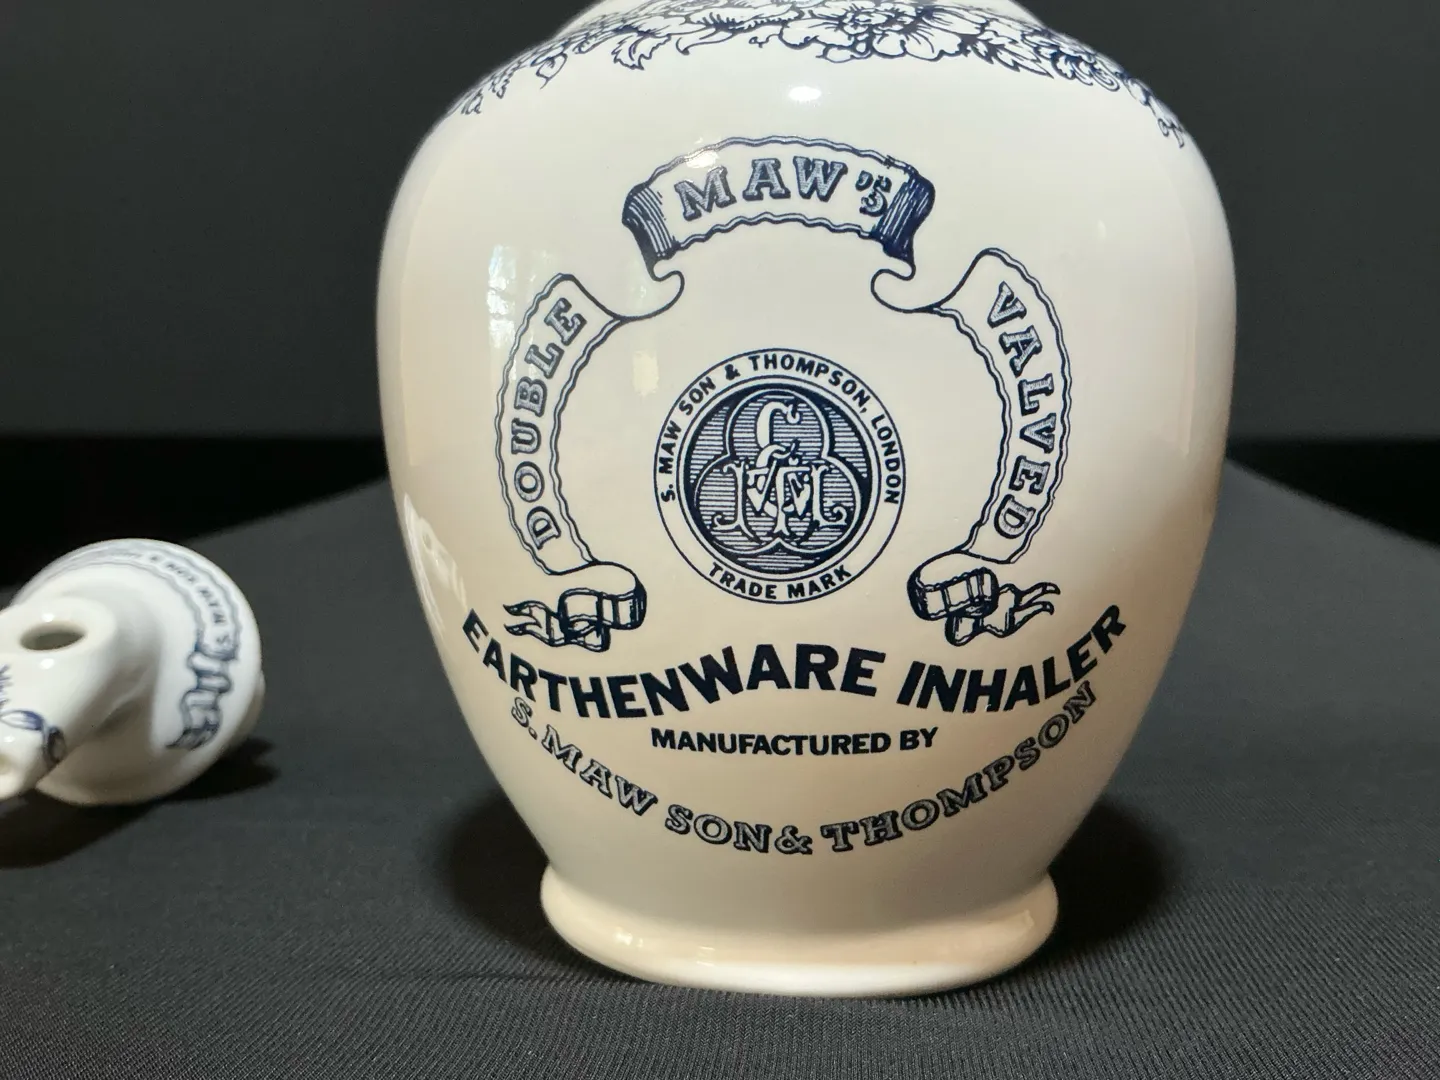 MAW'S
DOUBLE
VALVED
S. MAW SON & THOMPSON, LONDON
TRADE MARK
EARTHENWARE INHALER
MANUFACTURED BY
S. MAW SON & THOMPSON